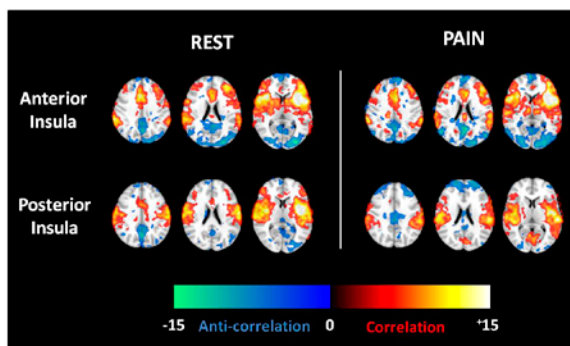 REST
PAIN
Anterior
Insula
Posterior
Insula
-15 Anti-correlation 0 Correlation +15